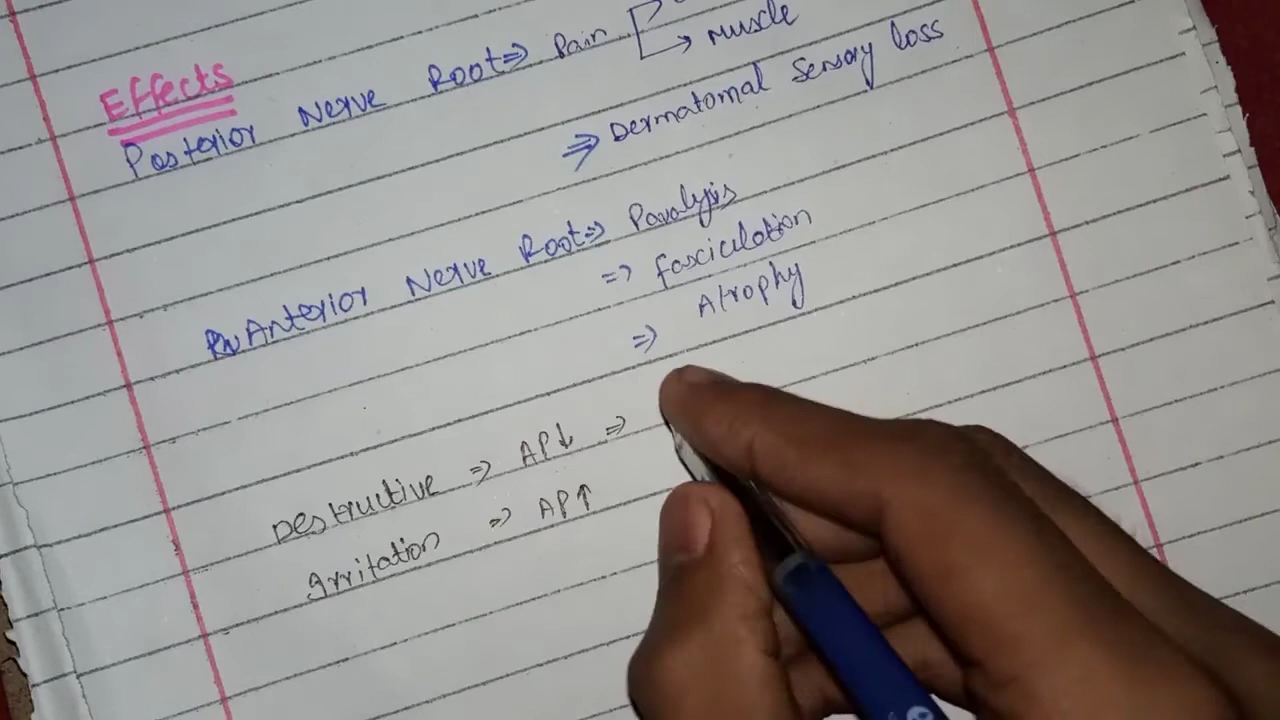 Effects
Posterior Nerve Root ⇒ Pain → Muscle
⇒ Dermatomal Sensory loss
Anterior Nerve Root ⇒ Paralysis
⇒ fasciculation
⇒ Atrophy
Destructive ⇒ AP↓ ⇒
Irritation ⇒ AP↑